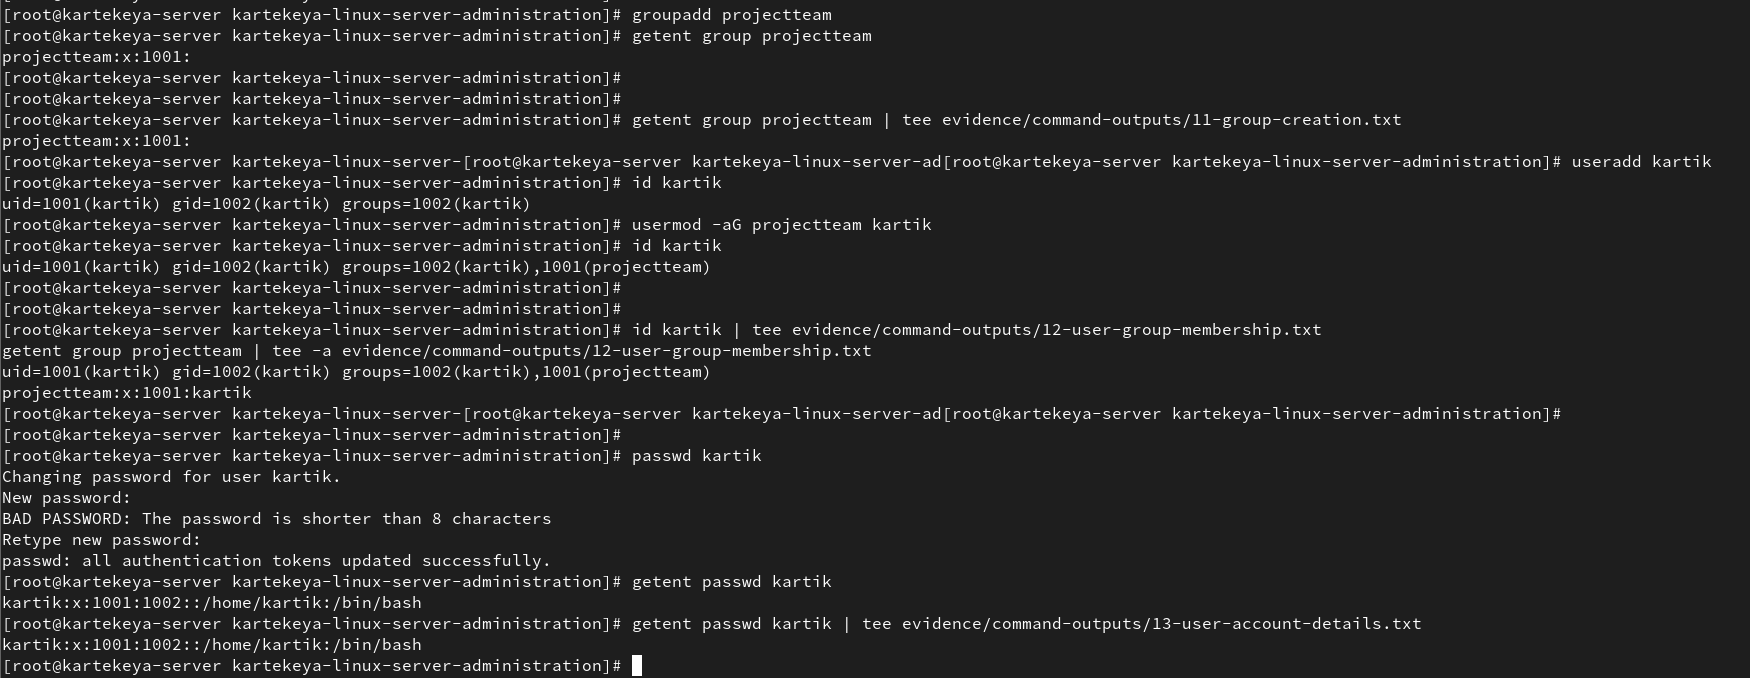 [root@kartekeya-server kartekeya-linux-server-administration]# groupadd projectteam
[root@kartekeya-server kartekeya-linux-server-administration]# getent group projectteam
projectteam:x:1001:
[root@kartekeya-server kartekeya-linux-server-administration]#
[root@kartekeya-server kartekeya-linux-server-administration]#
[root@kartekeya-server kartekeya-linux-server-administration]# getent group projectteam | tee evidence/command-outputs/11-group-creation.txt
projectteam:x:1001:
[root@kartekeya-server kartekeya-linux-server-[root@kartekeya-server kartekeya-linux-server-ad[root@kartekeya-server kartekeya-linux-server-administration]# useradd kartik
[root@kartekeya-server kartekeya-linux-server-administration]# id kartik
uid=1001(kartik) gid=1002(kartik) groups=1002(kartik)
[root@kartekeya-server kartekeya-linux-server-administration]# usermod -aG projectteam kartik
[root@kartekeya-server kartekeya-linux-server-administration]# id kartik
uid=1001(kartik) gid=1002(kartik) groups=1002(kartik),1001(projectteam)
[root@kartekeya-server kartekeya-linux-server-administration]#
[root@kartekeya-server kartekeya-linux-server-administration]#
[root@kartekeya-server kartekeya-linux-server-administration]# id kartik | tee evidence/command-outputs/12-user-group-membership.txt
getent group projectteam | tee -a evidence/command-outputs/12-user-group-membership.txt
uid=1001(kartik) gid=1002(kartik) groups=1002(kartik),1001(projectteam)
projectteam:x:1001:kartik
[root@kartekeya-server kartekeya-linux-server-[root@kartekeya-server kartekeya-linux-server-ad[root@kartekeya-server kartekeya-linux-server-administration]#
[root@kartekeya-server kartekeya-linux-server-administration]#
[root@kartekeya-server kartekeya-linux-server-administration]# passwd kartik
Changing password for user kartik.
New password:
BAD PASSWORD: The password is shorter than 8 characters
Retype new password:
passwd: all authentication tokens updated successfully.
[root@kartekeya-server kartekeya-linux-server-administration]# getent passwd kartik
kartik:x:1001:1002::/home/kartik:/bin/bash
[root@kartekeya-server kartekeya-linux-server-administration]# getent passwd kartik | tee evidence/command-outputs/13-user-account-details.txt
kartik:x:1001:1002::/home/kartik:/bin/bash
[root@kartekeya-server kartekeya-linux-server-administration]#